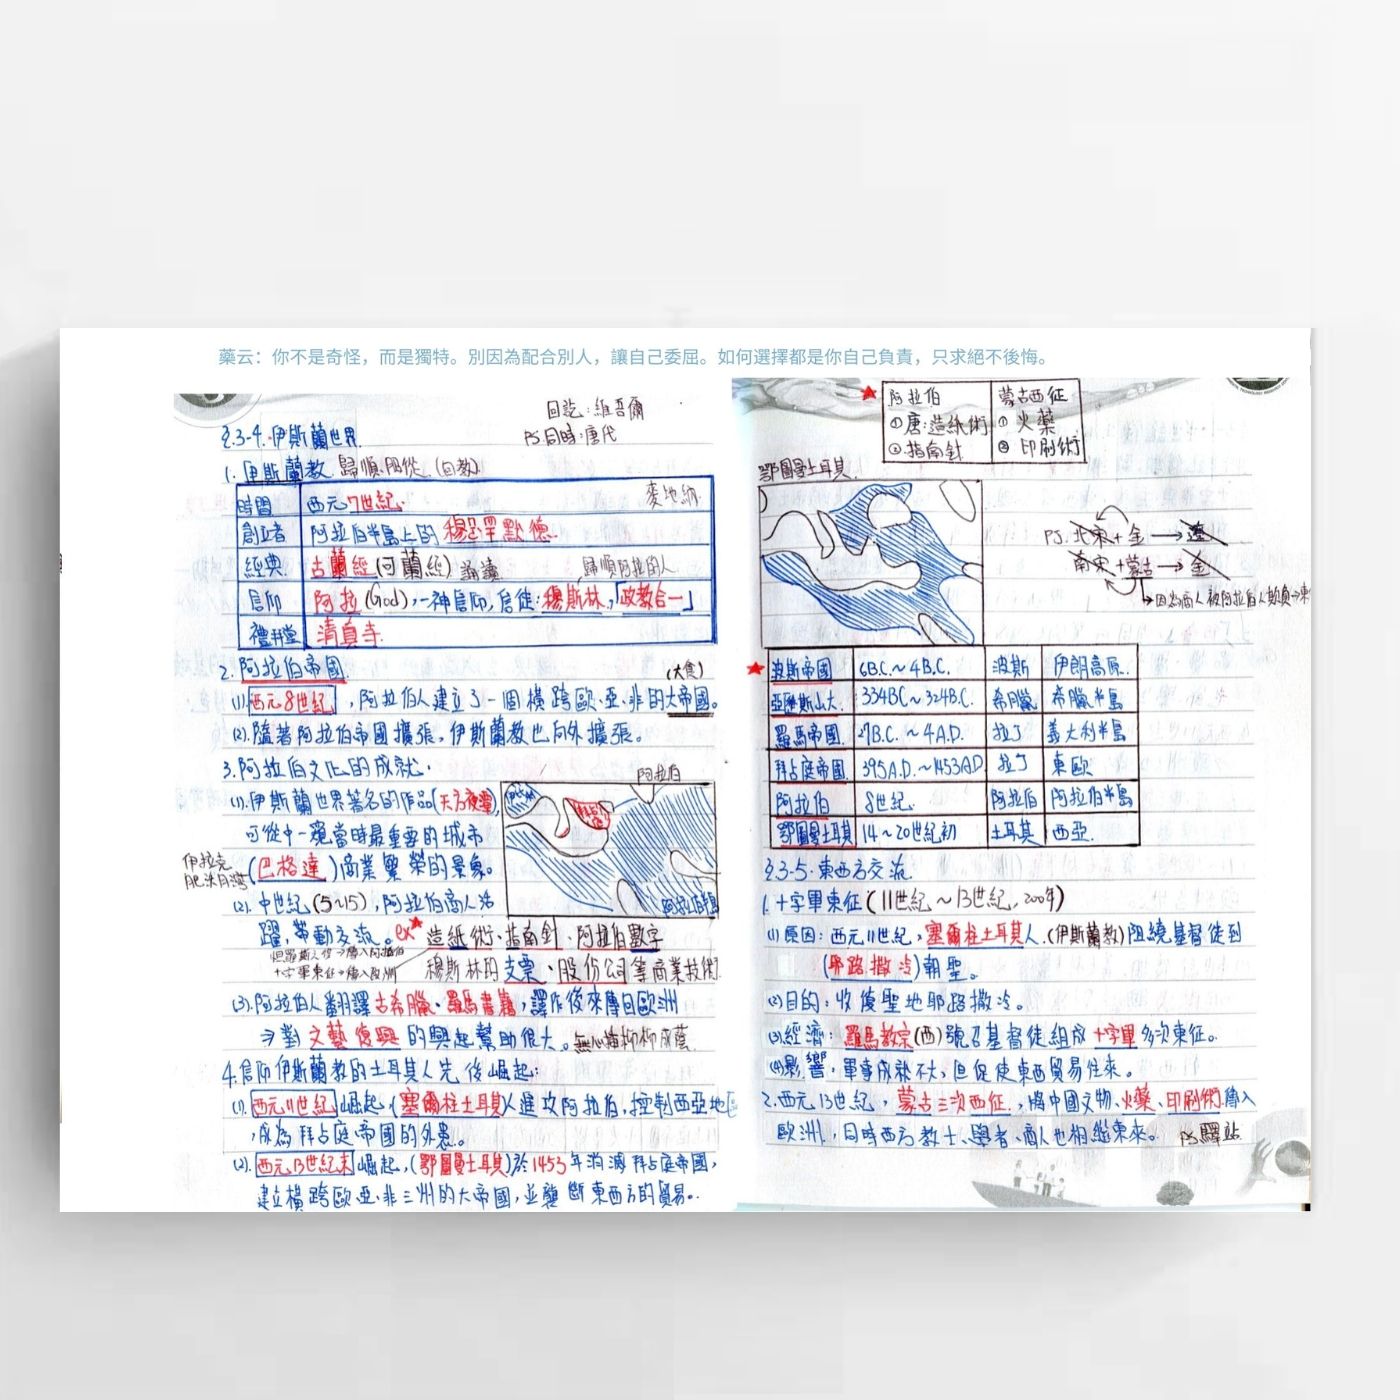 藥云：你不是奇怪，而是獨特。別因為配合別人，讓自己委屈。如何選擇都是你自己負責，只求絕不後悔。
回訖：維吾爾
PS.同時：唐代
§.3-4.伊斯蘭世界.
1. 伊斯蘭教 歸順、服從 (回教)
時間 西元7世紀. 麥地納
創立者 阿拉伯半島上的穆罕默德.
經典 古蘭經(可蘭經) 誦讀 歸順阿拉的人
信仰 阿拉(God),一神信仰,信徒:穆斯林,「政教合一」
禮拜堂 清真寺.
2. 阿拉伯帝國. (大食)
(1).西元8世紀,阿拉伯人建立了一個橫跨歐、亞、非的大帝國。
(2).隨著阿拉伯帝國擴張,伊斯蘭教也向外擴張。
3.阿拉伯文化的成就.
(1).伊斯蘭世界著名的作品(天方夜譚),
可從中一窺當時最重要的城市
(巴格達)商業繁榮的景象。
伊拉克
肥沃月灣
阿拉伯
阿拉伯半島
(2). 中世紀(5~15),阿拉伯商人活
躍,帶動交流。ex 造紙術、指南針、阿拉伯數字
穆斯林的支票、股份公司等商業技術.
十字軍東征→傳入歐洲
(3).阿拉伯人翻譯古希臘、羅馬書籍,譯作後來傳回歐洲
⇒對文藝復興的興起幫助很大。無心插柳柳成蔭
4.信仰伊斯蘭教的土耳其人先後崛起:
(1).西元11世紀崛起,(塞爾柱土耳其)人進攻阿拉伯,控制西亞地區
,成為拜占庭帝國的外患。
(2).西元13世紀末崛起,(鄂圖曼土耳其)於1453年消滅拜占庭帝國,
建立橫跨歐、亞、非三洲的大帝國,並壟斷東西方的貿易.
阿拉伯 蒙古西征
①唐:造紙術 ①火藥
②指南針 ②印刷術
鄂圖曼土耳其.
PS.北宋+金→遼
南宋+蒙古→金
波斯帝國 6B.C.~4B.C. 波斯 伊朗高原.
亞歷山大. 334BC~324B.C. 希臘 希臘半島
羅馬帝國. 27B.C.~4A.D. 拉丁 義大利半島
拜占庭帝國 395A.D.~1453AD 拉丁 東歐
阿拉伯 8世紀. 阿拉伯 阿拉伯半島
鄂圖曼土耳其 14~20世紀初 土耳其 西亞.
§.3-5.東西方交流.
1.十字軍東征(11世紀~13世紀,200年)
(1)原因:西元11世紀,塞爾柱土耳其人.(伊斯蘭教)阻繞基督徒到
(耶路撒冷)朝聖。
(2)目的:收復聖地耶路撒冷。
(3)經濟:羅馬教宗(西)號召基督徒組成十字軍多次東征。
(4)影響:軍事成就不大,但促使東西貿易往來。
2.西元13世紀,蒙古三次西征,將中國文物、火藥、印刷術傳入
歐洲,同時西方教士、學者、商人也相繼東來。 PS.驛站